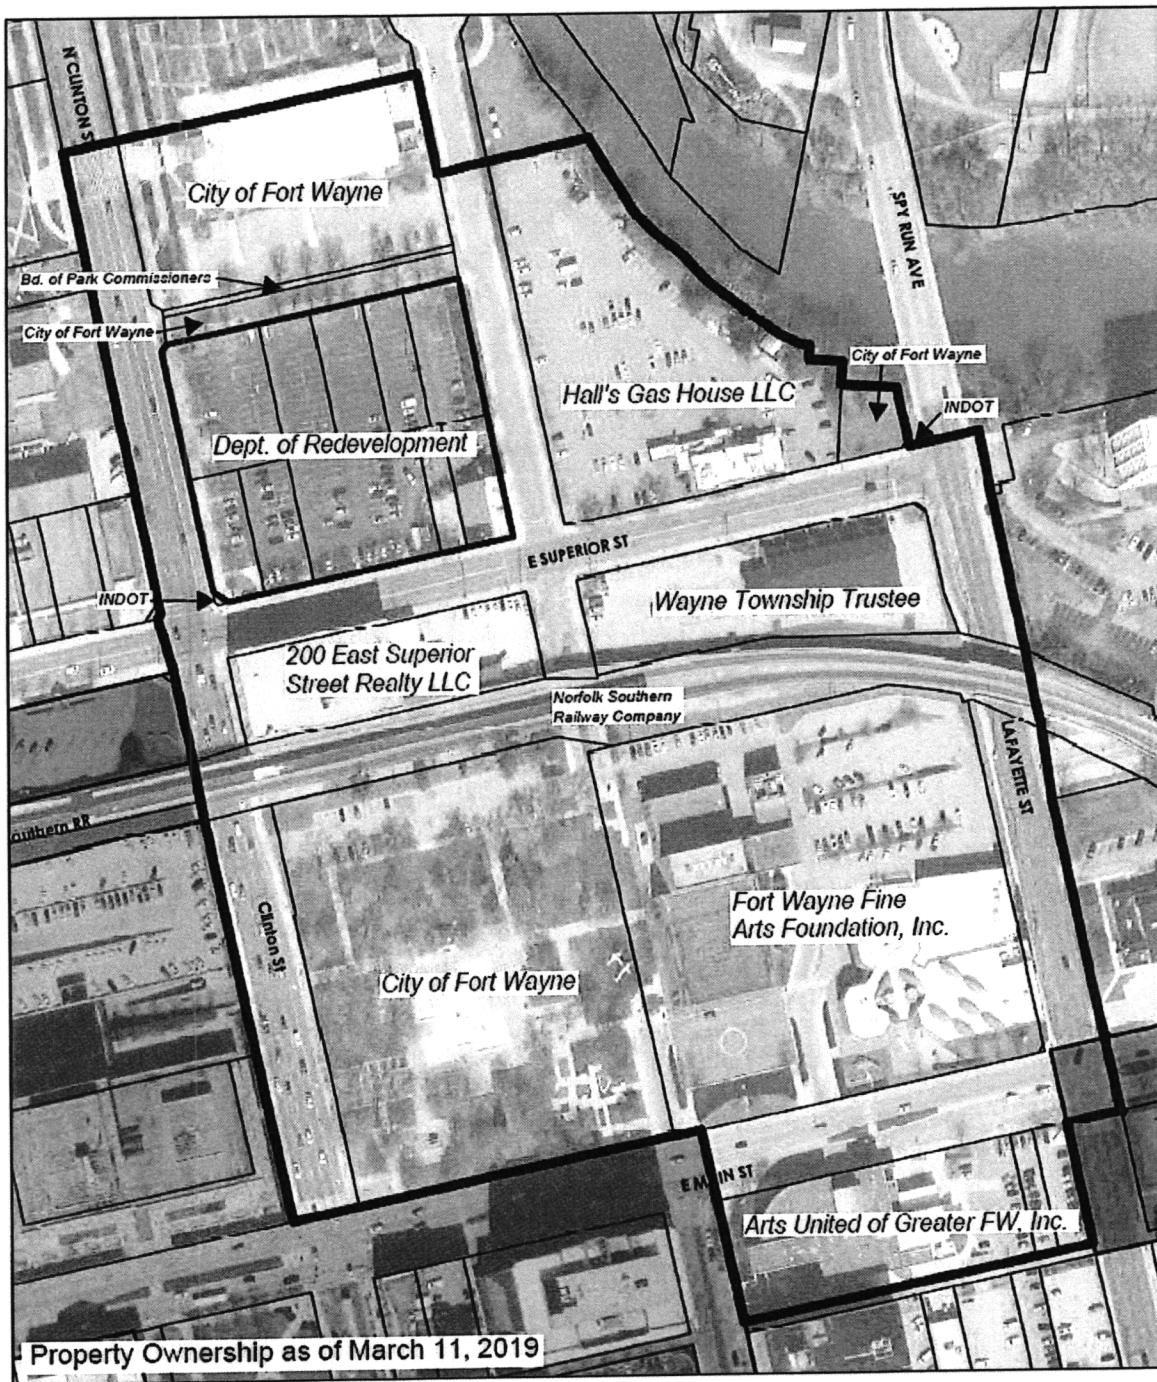 N CLINTON S
City of Fort Wayne
SPY RUN AVE
Bd. of Park Commissioners
City of Fort Wayne
City of Fort Wayne
Hall's Gas House LLC
INDOT
Dept. of Redevelopment
E SUPERIOR ST
INDOT
Wayne Township Trustee
200 East Superior
Street Realty LLC
Norfolk Southern
Railway Company
LAFAYETTE ST
outhern RR
Fort Wayne Fine
Arts Foundation, Inc.
Clinton St
City of Fort Wayne
E MAIN ST
Arts United of Greater FW, Inc.
Property Ownership as of March 11, 2019